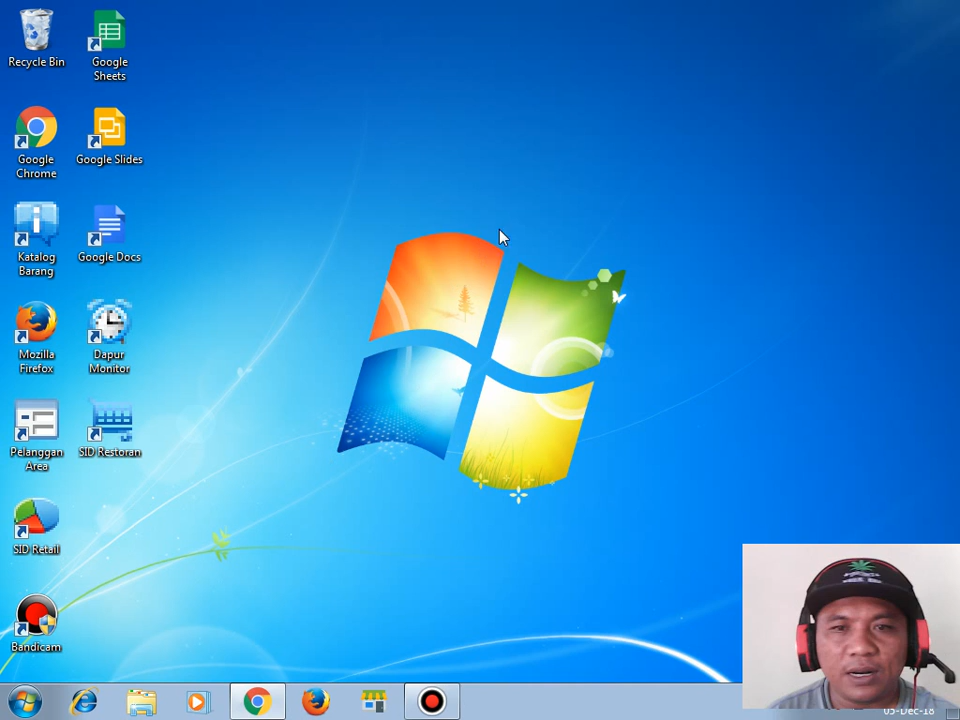 Recycle Bin
Google
Sheets
Google
Chrome
Google Slides
Katalog
Barang
Google Docs
Mozilla
Firefox
Dapur
Monitor
Pelanggan
Area
SID Restoran
SID Retail
Bandicam
05-Dec-18